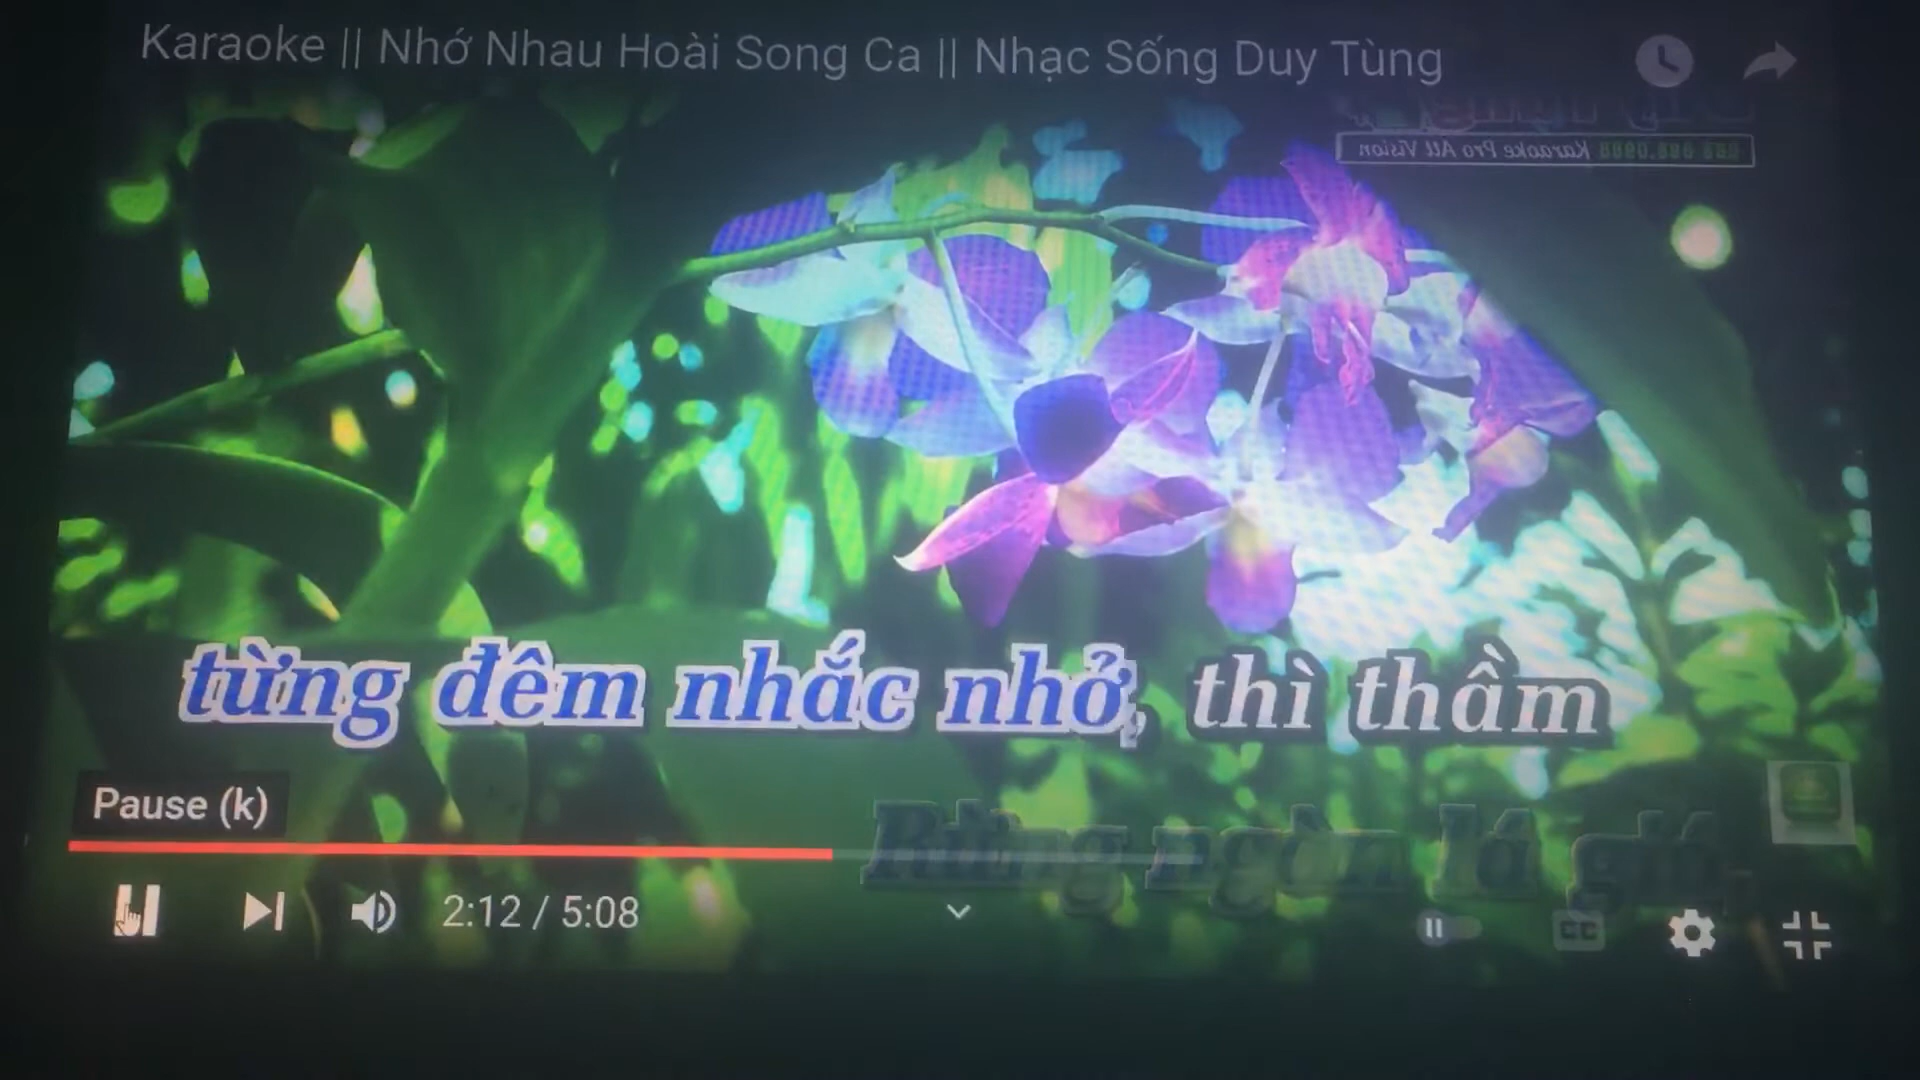 Karaoke || Nhớ Nhau Hoài Song Ca || Nhạc Sống Duy Tùng
Karaoke Pro All Vision
từng đêm nhắc nhở, thì thầm
Pause (k)
Rừng ngàn lá gió,
2:12 / 5:08
CC